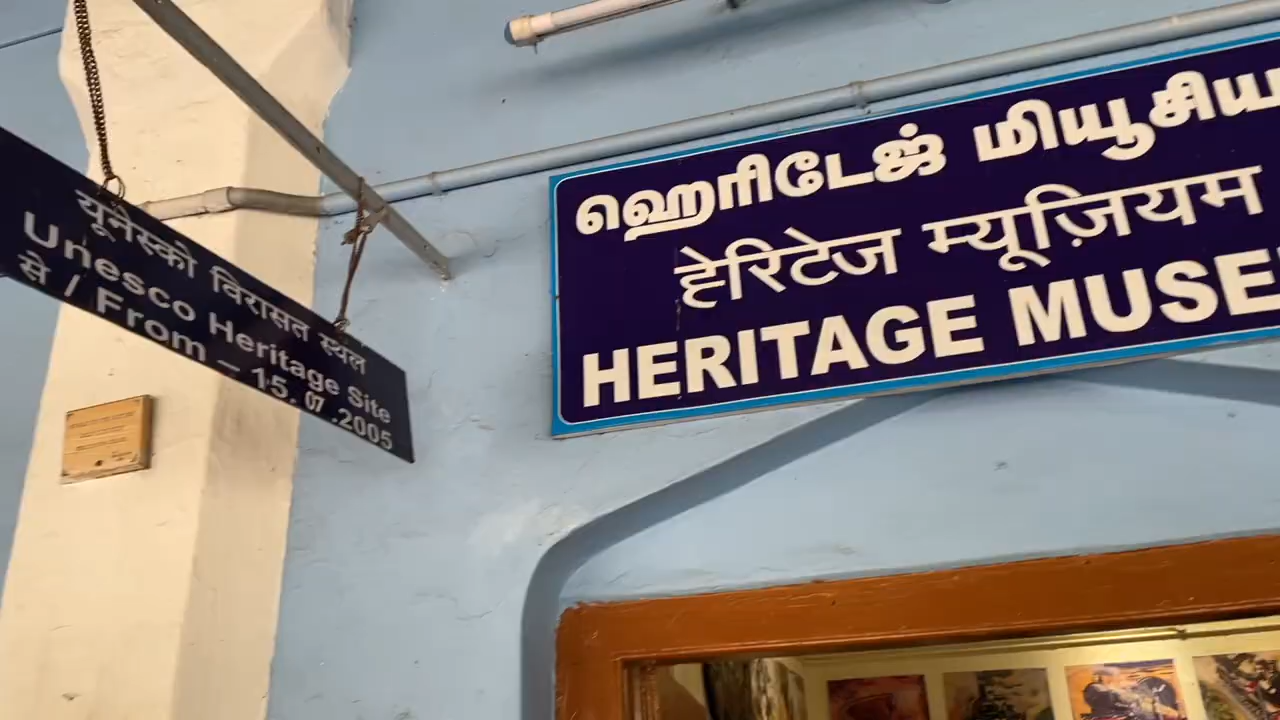 यूनेस्को विरासत स्थल
Unesco Heritage Site
से / From – 15.07.2005
ஹெரிடேஜ் மியூசிய
हेरिटेज म्यूज़ियम
HERITAGE MUSE